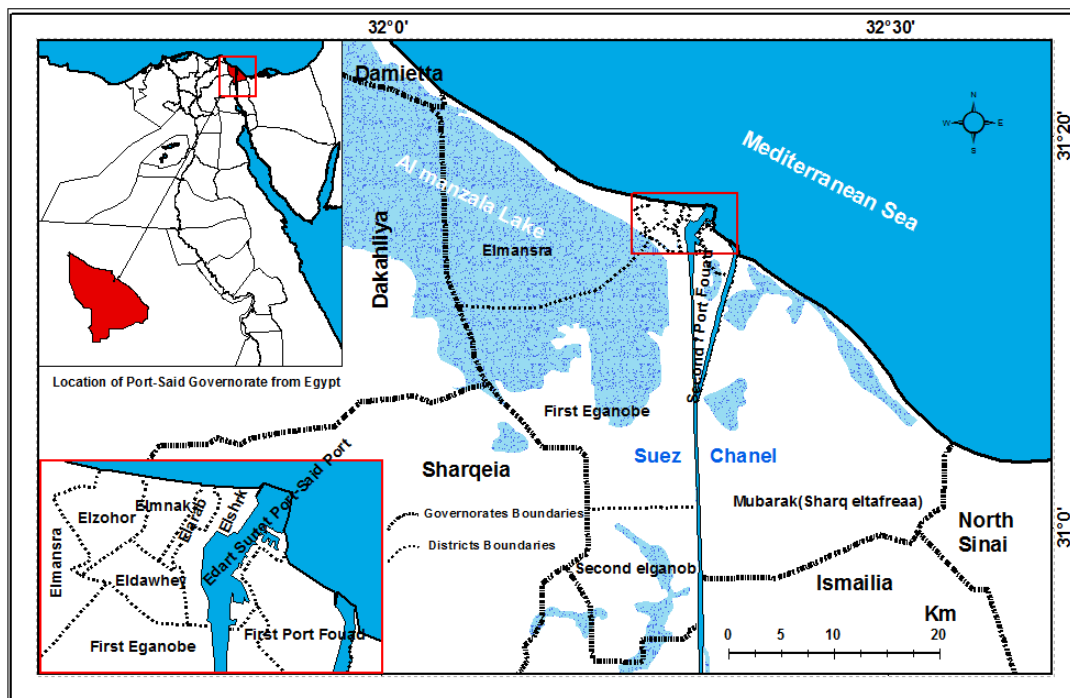 32°0'
32°30'
31°20'
31°0'
Damietta
N
W
E
S
Mediterranean Sea
Al manzala Lake
Elmansra
Dakahliya
Second ? Port Fouad
Location of Port-Said Governorate from Egypt
First Eganobe
Suez Chanel
Sharqeia
Mubarak(Sharq eltafreaa)
North
Sinai
Governorates Boundaries
Districts Boundaries
Second elganob
Ismailia
Km
0 5 10 20
Elmansra
Elzohor
Elmnak
Elarab
Elshrk
Edart Surtet Port-Said Port
Eldawhey
First Eganobe
First Port Fouad